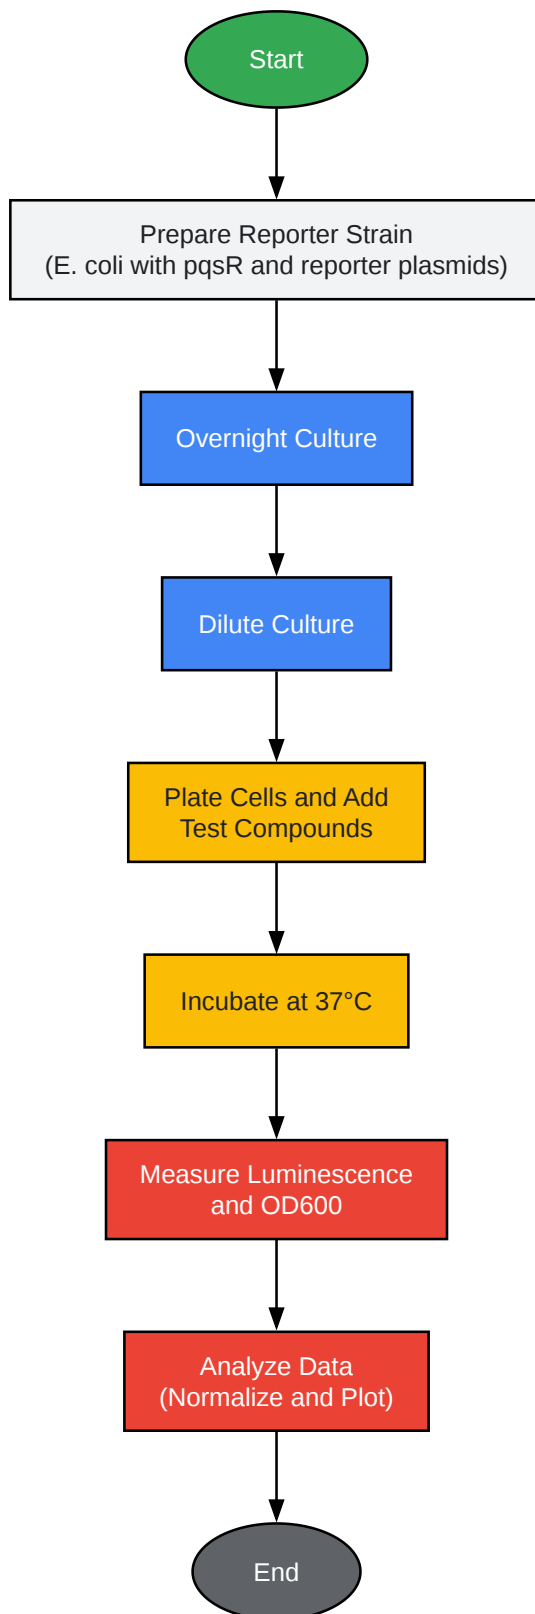 Start
Prepare Reporter Strain
(E. coli with pqsR and reporter plasmids)
Overnight Culture
Dilute Culture
Plate Cells and Add
Test Compounds
Incubate at 37°C
Measure Luminescence
and OD600
Analyze Data
(Normalize and Plot)
End